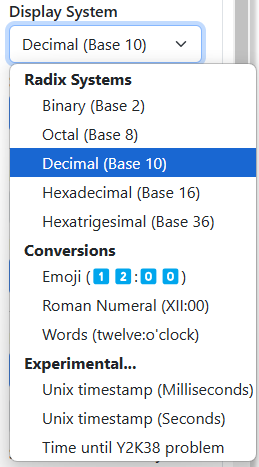 Display System
Decimal (Base 10)
Radix Systems
Binary (Base 2)
Octal (Base 8)
Decimal (Base 10)
Hexadecimal (Base 16)
Hexatrigesimal (Base 36)
Conversions
Emoji (1️⃣2️⃣:0️⃣0️⃣)
Roman Numeral (XII:00)
Words (twelve:o'clock)
Experimental...
Unix timestamp (Milliseconds)
Unix timestamp (Seconds)
Time until Y2K38 problem